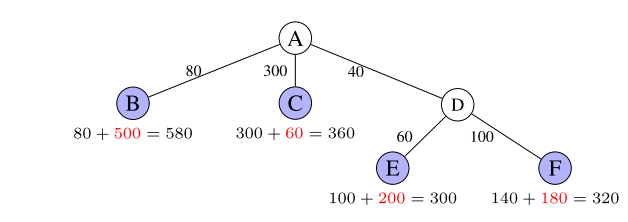 A
80
300
40
B
C
D
80 + 500 = 580
300 + 60 = 360
60
100
E
F
100 + 200 = 300
140 + 180 = 320